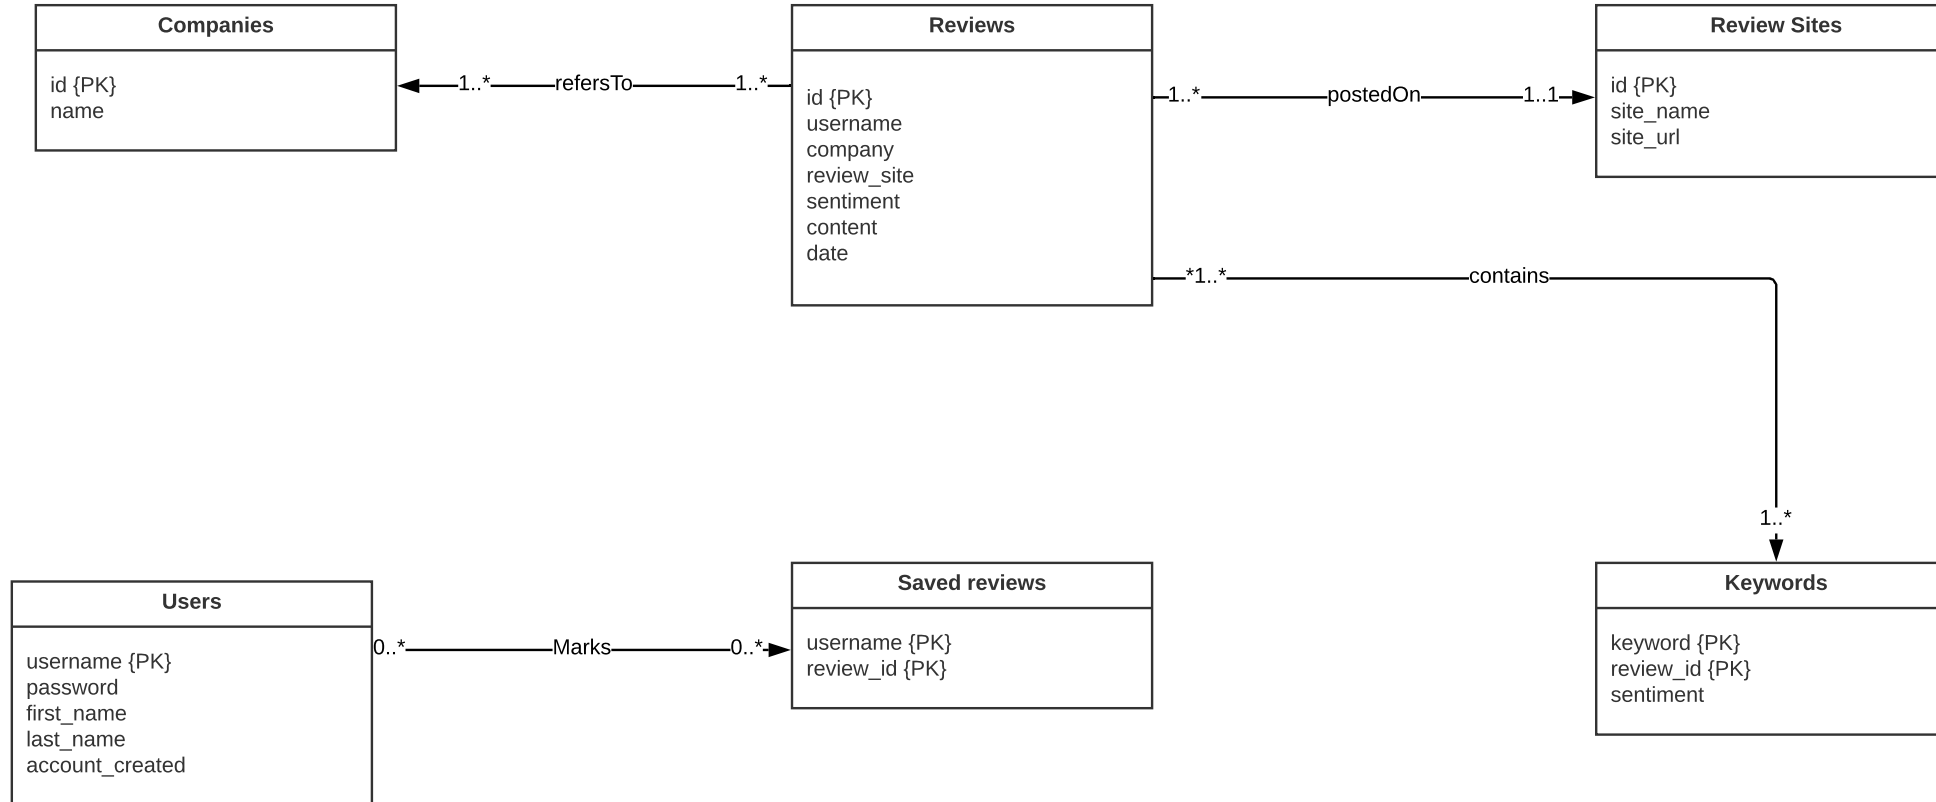 Companies
id {PK}
name
1..* refersTo 1..*
Reviews
id {PK}
username
company
review_site
sentiment
content
date
1..* postedOn 1..1
Review Sites
id {PK}
site_name
site_url
*1..* contains
1..*
Users
username {PK}
password
first_name
last_name
account_created
0..* Marks 0..*
Saved reviews
username {PK}
review_id {PK}
Keywords
keyword {PK}
review_id {PK}
sentiment